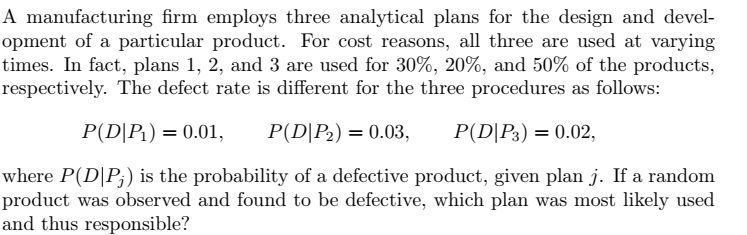 A manufacturing firm employs three analytical plans for the design and devel-
opment of a particular product. For cost reasons, all three are used at varying
times. In fact, plans 1, 2, and 3 are used for 30%, 20%, and 50% of the products,
respectively. The defect rate is different for the three procedures as follows:
P(D|P₁) = 0.01, P(D|P₂) = 0.03, P(D|P₃) = 0.02,
where P(D|Pⱼ) is the probability of a defective product, given plan j. If a random
product was observed and found to be defective, which plan was most likely used
and thus responsible?